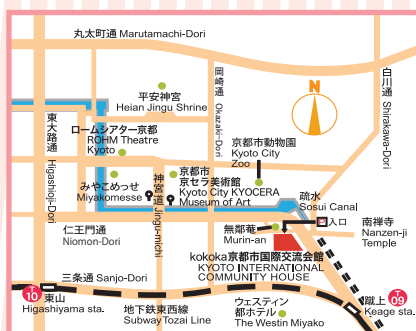 丸太町通 Marutamachi-Dori
N
平安神宮
Heian Jingu Shrine
岡崎通 Okazaki-Dori
白川通 Shirakawa-Dori
東大路通 Higashioji-Dori
ロームシアター京都
ROHM Theatre
Kyoto
京都市動物園
Kyoto City
Zoo
みやこめっせ
Miyakomesse
神宮道 Jingu-michi
京都市
京セラ美術館
Kyoto City KYOCERA
Museum of Art
疏水
Sosui Canal
仁王門通
Niomon-Dori
無鄰菴
Murin-an
入口
南禅寺
Nanzen-ji
Temple
kokoka京都市国際交流会館
KYOTO INTERNATIONAL
COMMUNITY HOUSE
三条通 Sanjo-Dori
T
10
東山
Higashiyama sta.
地下鉄東西線
Subway Tozai Line
ウェスティン
都ホテル
The Westin Miyako
T
09
蹴上
Keage sta.